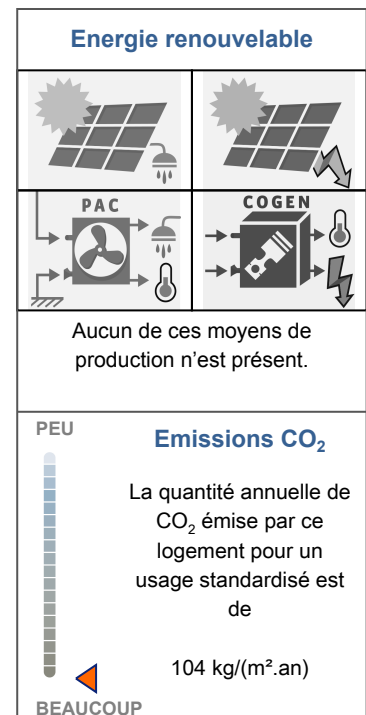 Energie renouvelable
PAC
COGEN
Aucun de ces moyens de
production n'est présent.
PEU
Emissions CO₂
La quantité annuelle de
CO₂ émise par ce
logement pour un
usage standardisé est
de
104 kg/(m².an)
BEAUCOUP